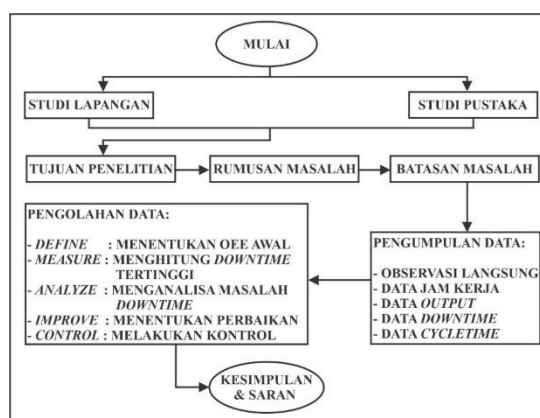 MULAI
STUDI LAPANGAN
STUDI PUSTAKA
TUJUAN PENELITIAN
RUMUSAN MASALAH
BATASAN MASALAH
PENGOLAHAN DATA:
- DEFINE : MENENTUKAN OEE AWAL
- MEASURE : MENGHITUNG DOWNTIME
TERTINGGI
- ANALYZE : MENGANALISA MASALAH
DOWNTIME
- IMPROVE : MENENTUKAN PERBAIKAN
- CONTROL : MELAKUKAN KONTROL
PENGUMPULAN DATA:
- OBSERVASI LANGSUNG
- DATA JAM KERJA
- DATA OUTPUT
- DATA DOWNTIME
- DATA CYCLETIME
KESIMPULAN
& SARAN